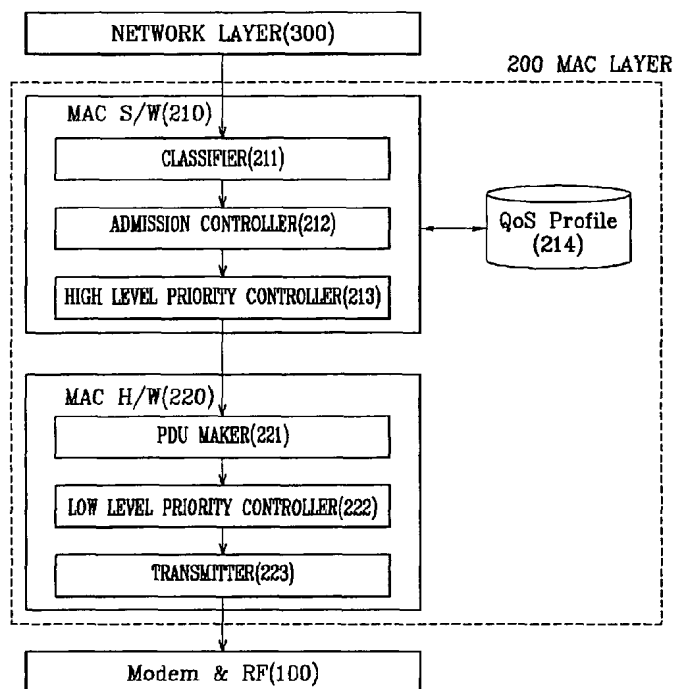 NETWORK LAYER(300)
200 MAC LAYER
MAC S/W(210)
CLASSIFIER(211)
ADMISSION CONTROLLER(212)
HIGH LEVEL PRIORITY CONTROLLER(213)
QoS Profile
(214)
MAC H/W(220)
PDU MAKER(221)
LOW LEVEL PRIORITY CONTROLLER(222)
TRANSMITTER(223)
Modem & RF(100)